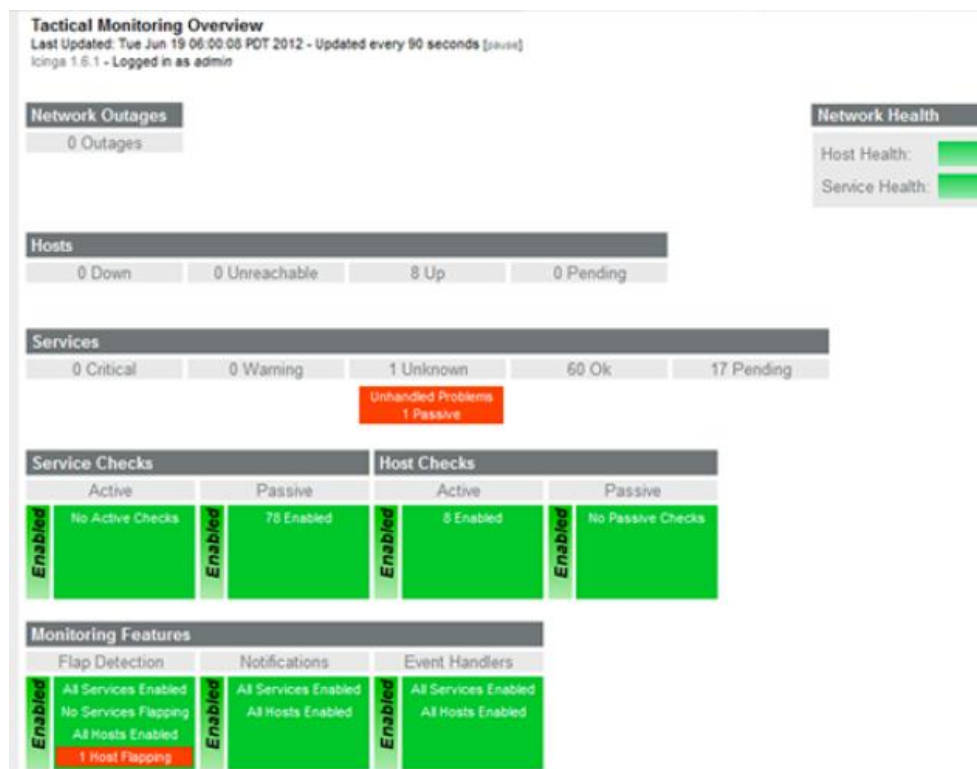 Tactical Monitoring Overview
Last Updated: Tue Jun 19 06:00:08 PDT 2012 - Updated every 90 seconds [pause]
Icinga 1.6.1 - Logged in as admin
Network Outages
0 Outages
Network Health
Host Health:
Service Health:
Hosts
0 Down 0 Unreachable 8 Up 0 Pending
Services
0 Critical 0 Warning 1 Unknown 60 Ok 17 Pending
Unhandled Problems
1 Passive
Service Checks Host Checks
Active Passive Active Passive
Enabled No Active Checks Enabled 78 Enabled Enabled 8 Enabled Enabled No Passive Checks
Monitoring Features
Flap Detection Notifications Event Handlers
Enabled All Services Enabled Enabled All Services Enabled Enabled All Services Enabled
No Services Flapping All Hosts Enabled All Hosts Enabled
All Hosts Enabled
1 Host Flapping